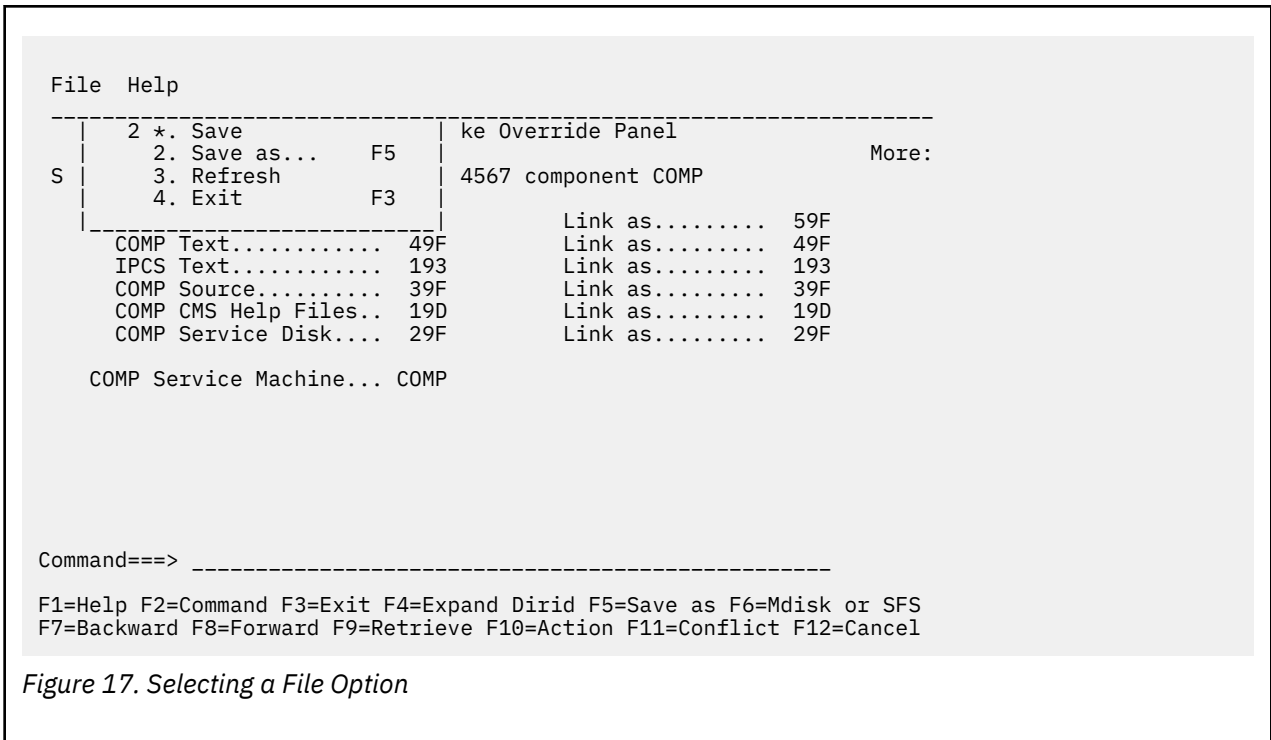 File  Help
_____________________________________________________________________
|   2 *. Save               | ke Override Panel
|     2. Save as...    F5   |                                 More:
S |     3. Refresh            | 4567 component COMP
|     4. Exit          F3   |
|___________________________|         Link as......... 59F
COMP Text............ 49F         Link as......... 49F
IPCS Text............ 193         Link as......... 193
COMP Source.......... 39F         Link as......... 39F
COMP CMS Help Files.. 19D         Link as......... 19D
COMP Service Disk.... 29F         Link as......... 29F
COMP Service Machine... COMP
Command===> __________________________________________________
F1=Help F2=Command F3=Exit F4=Expand Dirid F5=Save as F6=Mdisk or SFS
F7=Backward F8=Forward F9=Retrieve F10=Action F11=Conflict F12=Cancel
Figure 17. Selecting a File Option